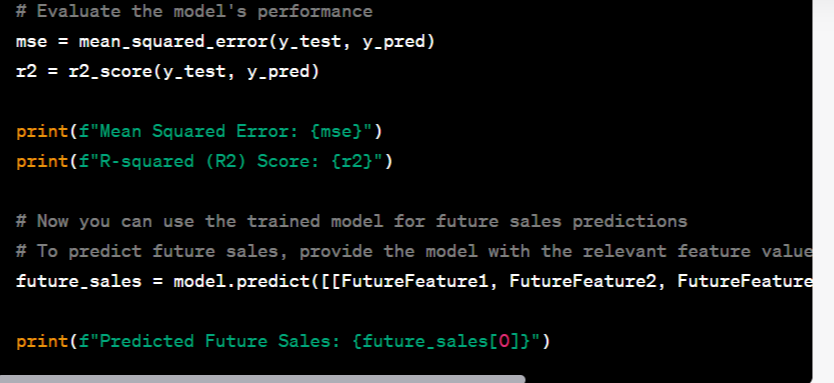 # Evaluate the model's performance
mse = mean_squared_error(y_test, y_pred)
r2 = r2_score(y_test, y_pred)
print(f"Mean Squared Error: {mse}")
print(f"R-squared (R2) Score: {r2}")
# Now you can use the trained model for future sales predictions
# To predict future sales, provide the model with the relevant feature value
future_sales = model.predict([[FutureFeature1, FutureFeature2, FutureFeature
print(f"Predicted Future Sales: {future_sales[0]}")